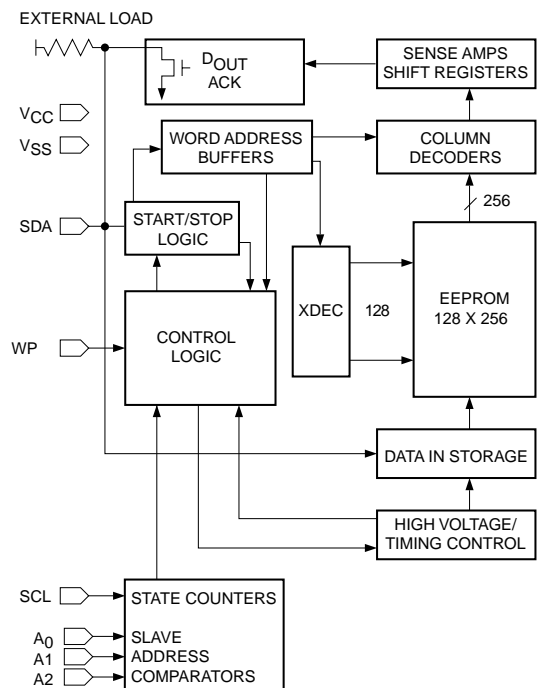 EXTERNAL LOAD
DOUT
ACK
SENSE AMPS
SHIFT REGISTERS
VCC
VSS
WORD ADDRESS
BUFFERS
COLUMN
DECODERS
256
SDA
START/STOP
LOGIC
XDEC
128
EEPROM
128 X 256
WP
CONTROL
LOGIC
DATA IN STORAGE
HIGH VOLTAGE/
TIMING CONTROL
SCL
STATE COUNTERS
A0
SLAVE
A1
ADDRESS
A2
COMPARATORS